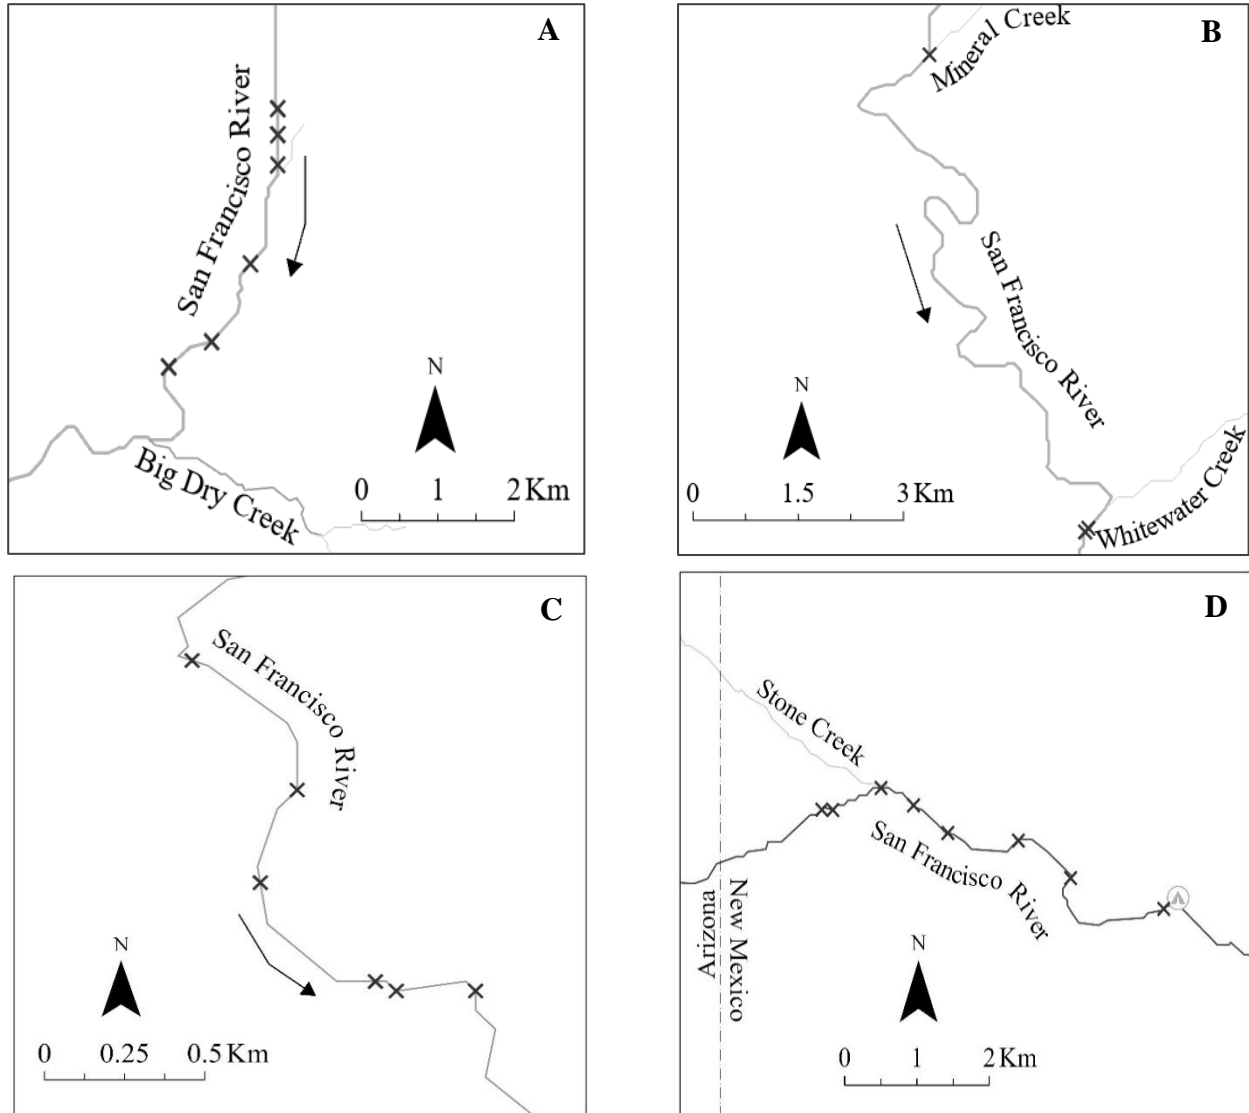 A
San Francisco River
N
0 1 2 Km
Big Dry Creek
B
Mineral Creek
San Francisco River
N
0 1.5 3 Km
Whitewater Creek
C
San Francisco River
N
0 0.25 0.5 Km
D
Stone Creek
San Francisco River
Arizona
New Mexico
N
0 1 2 Km